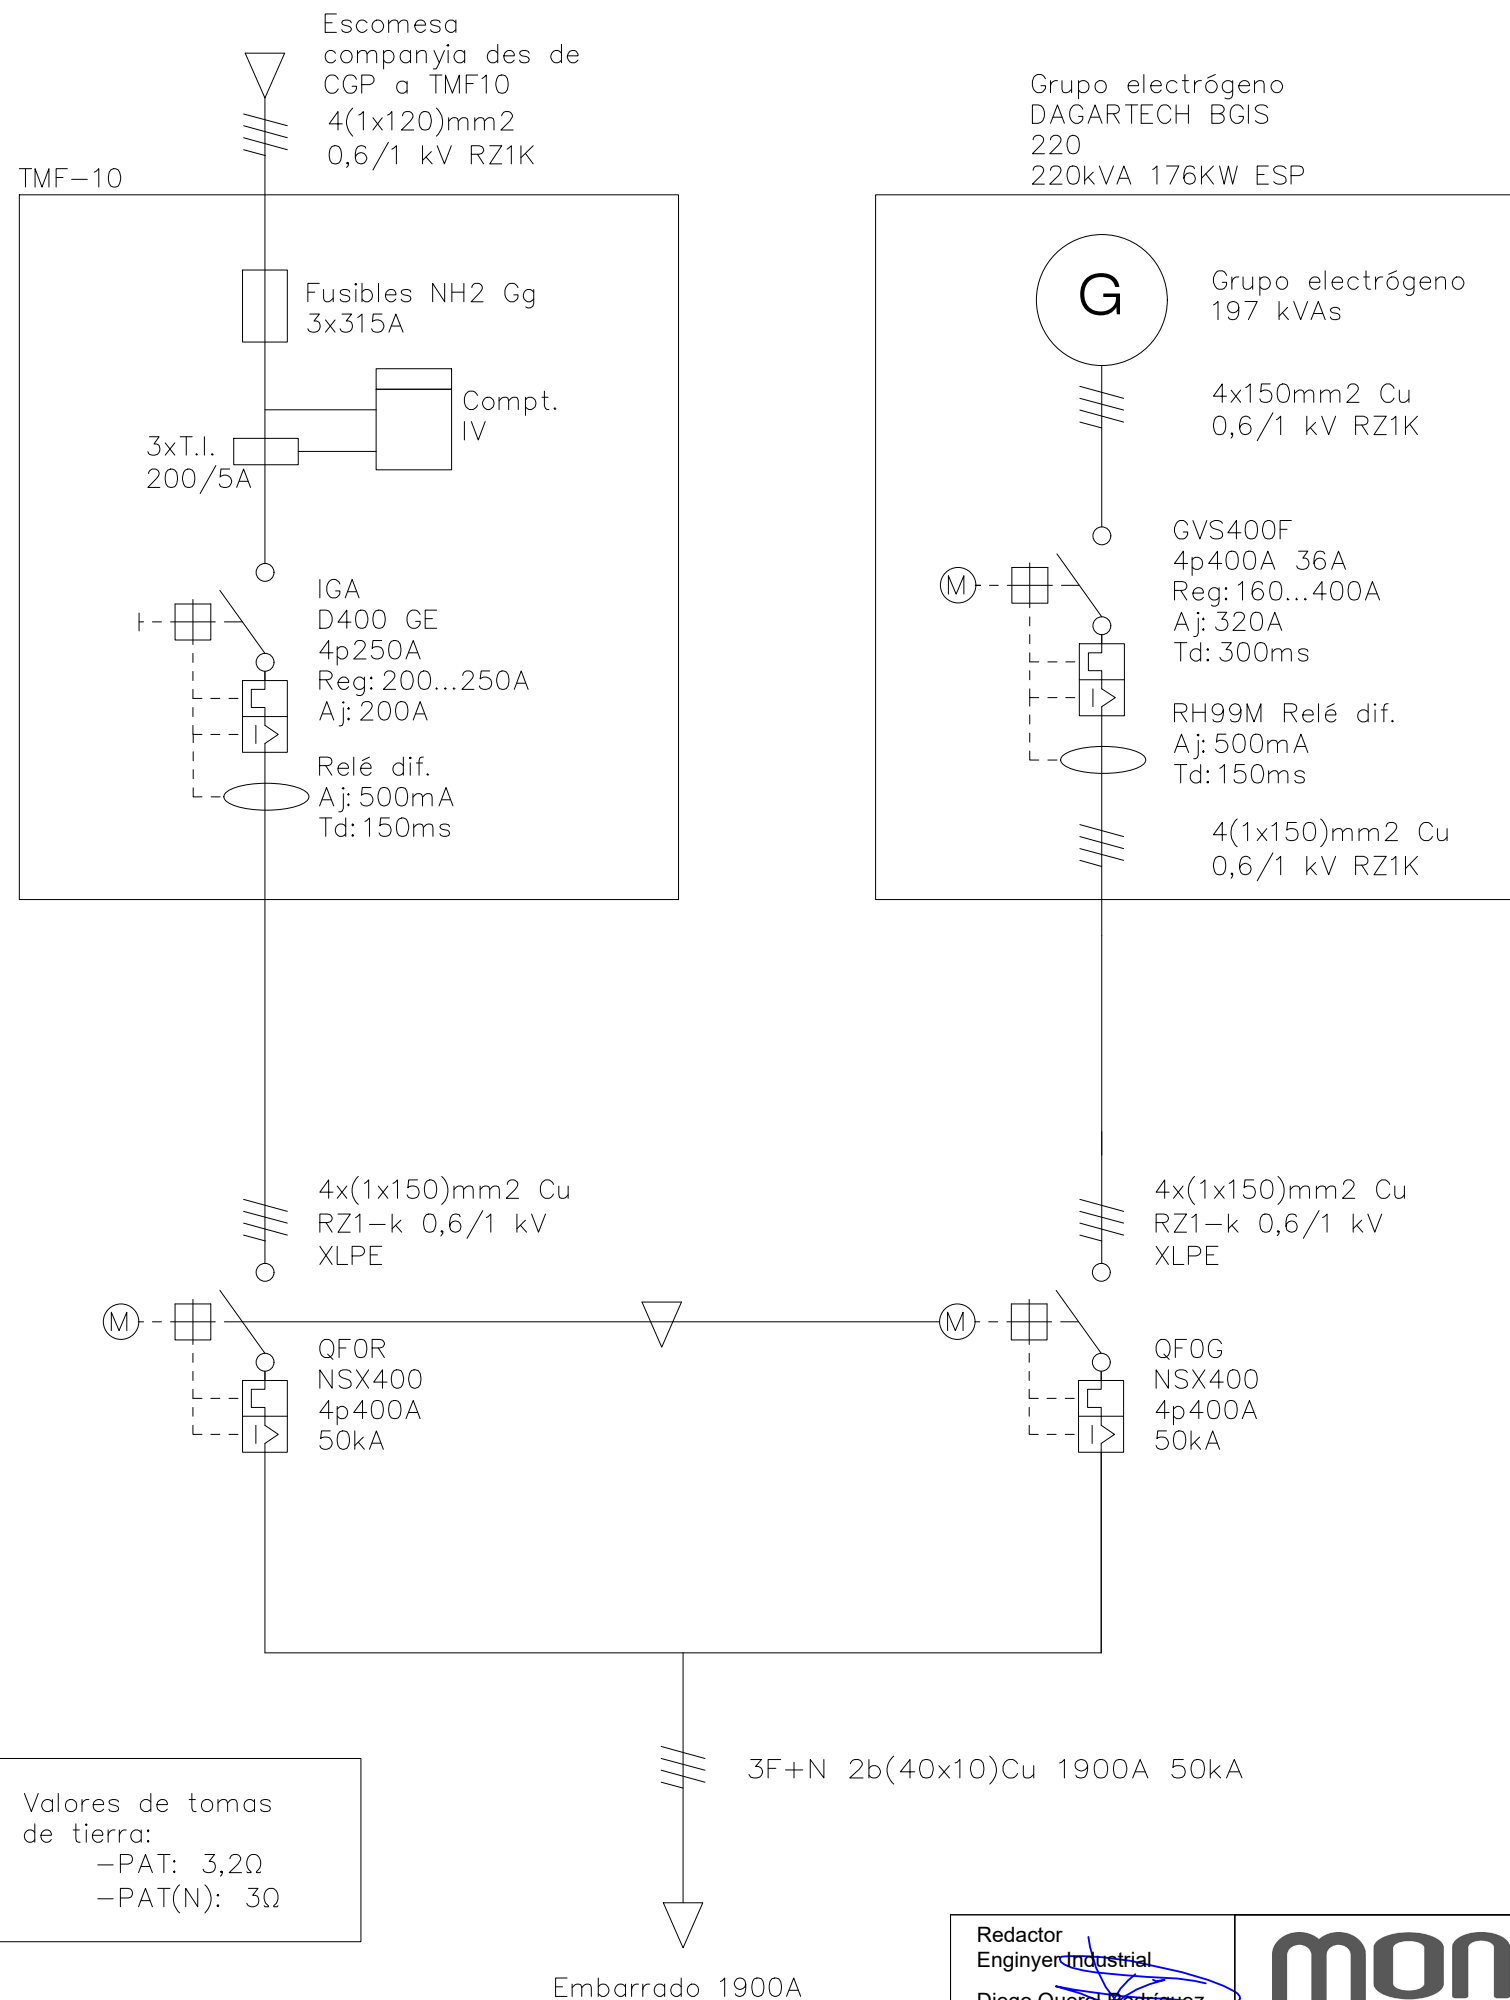 Escomesa
companyia des de
CGP a TMF10
4(1x120)mm2
0,6/1 kV RZ1K
TMF-10
Fusibles NH2 Gg
3x315A
Compt.
IV
3xT.I.
200/5A
IGA
D400 GE
4p250A
Reg:200...250A
Aj:200A
Relé dif.
Aj:500mA
Td:150ms
Grupo electrógeno
DAGARTECH BGIS
220
220kVA 176KW ESP
G
Grupo electrógeno
197 kVAs
4x150mm2 Cu
0,6/1 kV RZ1K
M
GVS400F
4p400A 36A
Reg:160...400A
Aj:320A
Td:300ms
RH99M Relé dif.
Aj:500mA
Td:150ms
4(1x150)mm2 Cu
0,6/1 kV RZ1K
4x(1x150)mm2 Cu
RZ1-k 0,6/1 kV
XLPE
M
QF0R
NSX400
4p400A
50kA
4x(1x150)mm2 Cu
RZ1-k 0,6/1 kV
XLPE
M
QF0G
NSX400
4p400A
50kA
3F+N 2b(40x10)Cu 1900A 50kA
Valores de tomas
de tierra:
-PAT: 3,2Ω
-PAT(N): 3Ω
Embarrado 1900A
Redactor
Enginyer Industrial
Diego Querol Rodríguez
mon